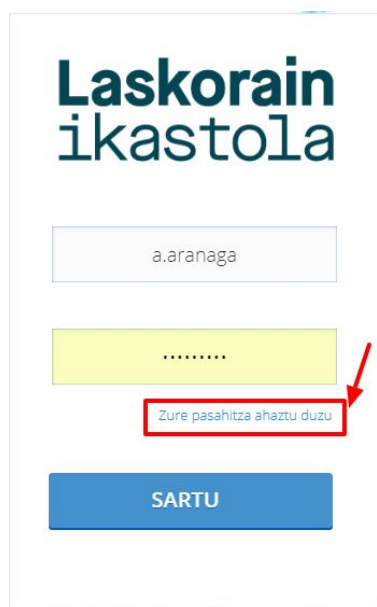 Laskorain
ikastola
a.aranaga
.........
Zure pasahitza ahaztu duzu
SARTU